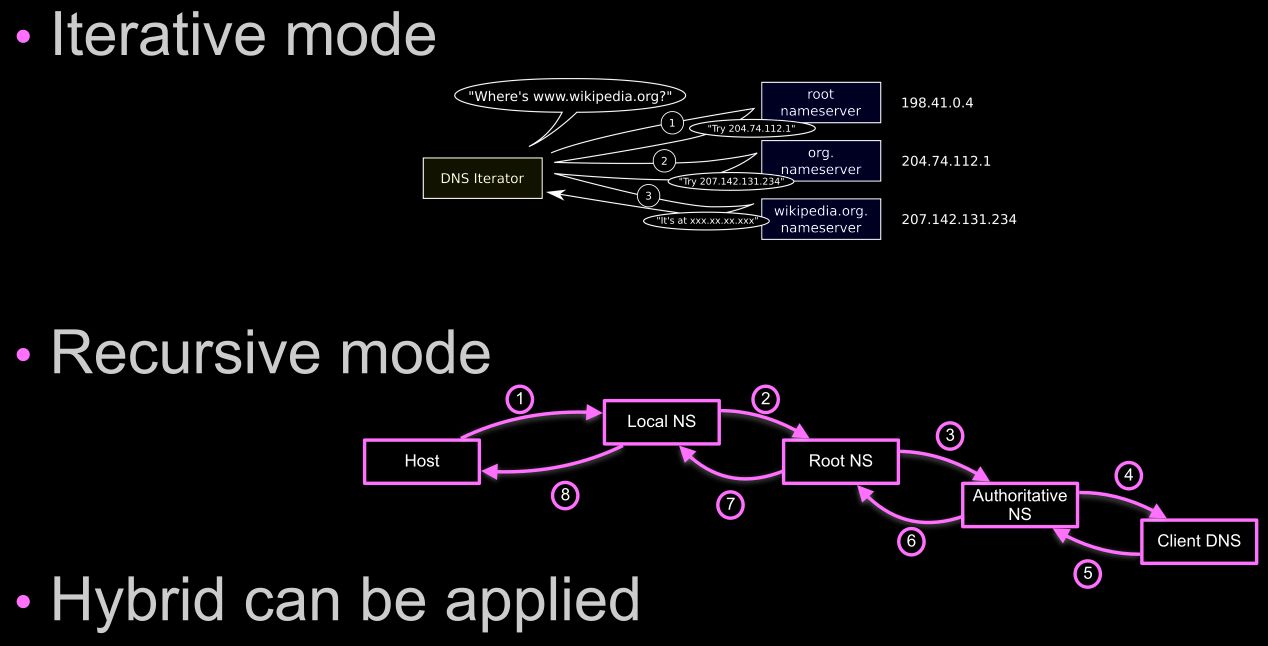 • Iterative mode
"Where's www.wikipedia.org?"
DNS Iterator
1
"Try 204.74.112.1"
2
"Try 207.142.131.234"
3
"It's at xxx.xx.xx.xxx"
root
nameserver
198.41.0.4
org.
nameserver
204.74.112.1
wikipedia.org.
nameserver
207.142.131.234
• Recursive mode
Host
1
Local NS
2
Root NS
3
Authoritative
NS
4
Client DNS
5
6
7
8
• Hybrid can be applied